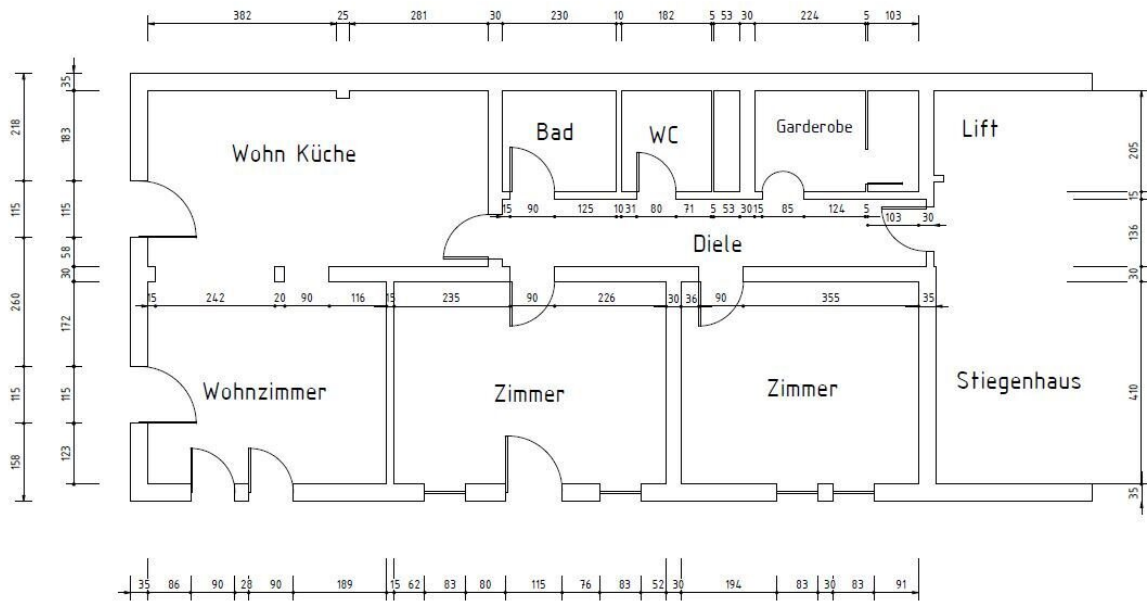 382 25 281 30 230 10 182 5 53 30 224 5 103
35 218 183 115 115 58 30 260 172 115 115 158 123
Bad WC Garderobe Lift
Wohn Küche
205 15 136 30 410 35
15 90 125 10 31 80 71 5 53 30 15 85 124 5 103 30
Diele
15 242 20 90 116 15 235 90 226 30 36 90 355 35
Wohnzimmer Zimmer Zimmer Stiegenhaus
35 86 90 28 90 189 15 62 83 80 115 76 83 52 30 194 83 30 83 91